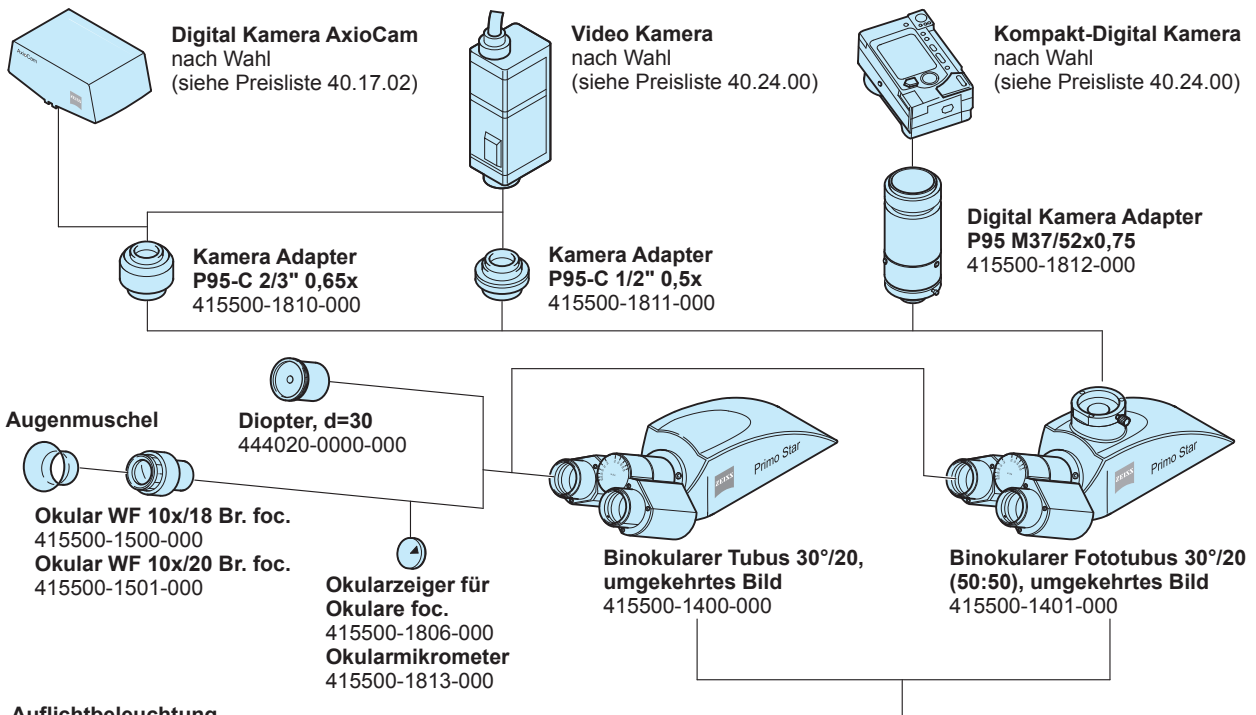 Digital Kamera AxioCam
nach Wahl
(siehe Preisliste 40.17.02)
Video Kamera
nach Wahl
(siehe Preisliste 40.24.00)
Kompakt-Digital Kamera
nach Wahl
(siehe Preisliste 40.24.00)
AxioCam
ZEISS
Kamera Adapter
P95-C 2/3" 0,65x
415500-1810-000
Kamera Adapter
P95-C 1/2" 0,5x
415500-1811-000
Digital Kamera Adapter
P95 M37/52x0,75
415500-1812-000
Augenmuschel
Diopter, d=30
444020-0000-000
Okular WF 10x/18 Br. foc.
415500-1500-000
Okular WF 10x/20 Br. foc.
415500-1501-000
Okularzeiger für
Okulare foc.
415500-1806-000
Okularmikrometer
415500-1813-000
ZEISS
Primo Star
Binokularer Tubus 30°/20,
umgekehrtes Bild
415500-1400-000
ZEISS
Primo Star
Binokularer Fototubus 30°/20
(50:50), umgekehrtes Bild
415500-1401-000
Auflichtbeleuchtung